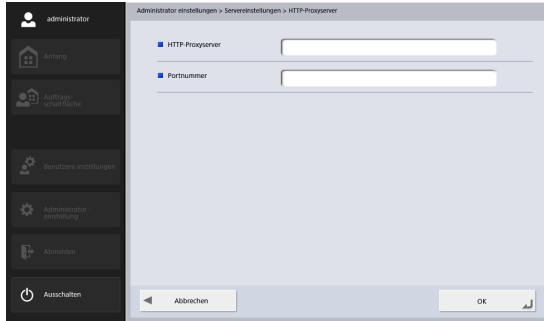 administrator
Anfang
Auftrags-
schaltfläche
Benutzere instellungen
Administrator-
einstellung
Abmelden
Ausschalten
Administrator einstellungen > Servereinstellungen > HTTP-Proxyserver
HTTP-Proxyserver
Portnummer
Abbrechen
OK